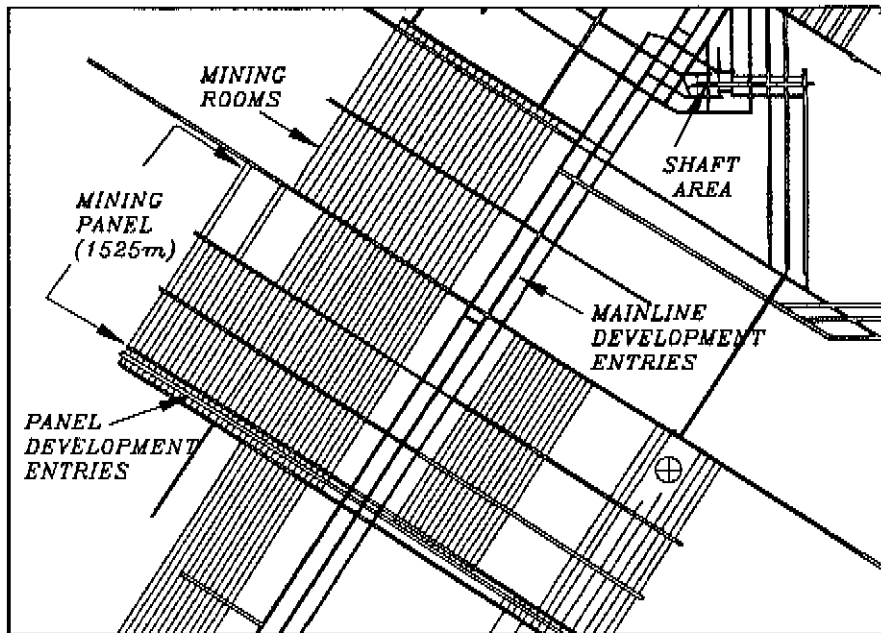 MINING
ROOMS
SHAFT
AREA
MINING
PANEL
(1525m)
MAINLINE
DEVELOPMENT
ENTRIES
PANEL
DEVELOPMENT
ENTRIES